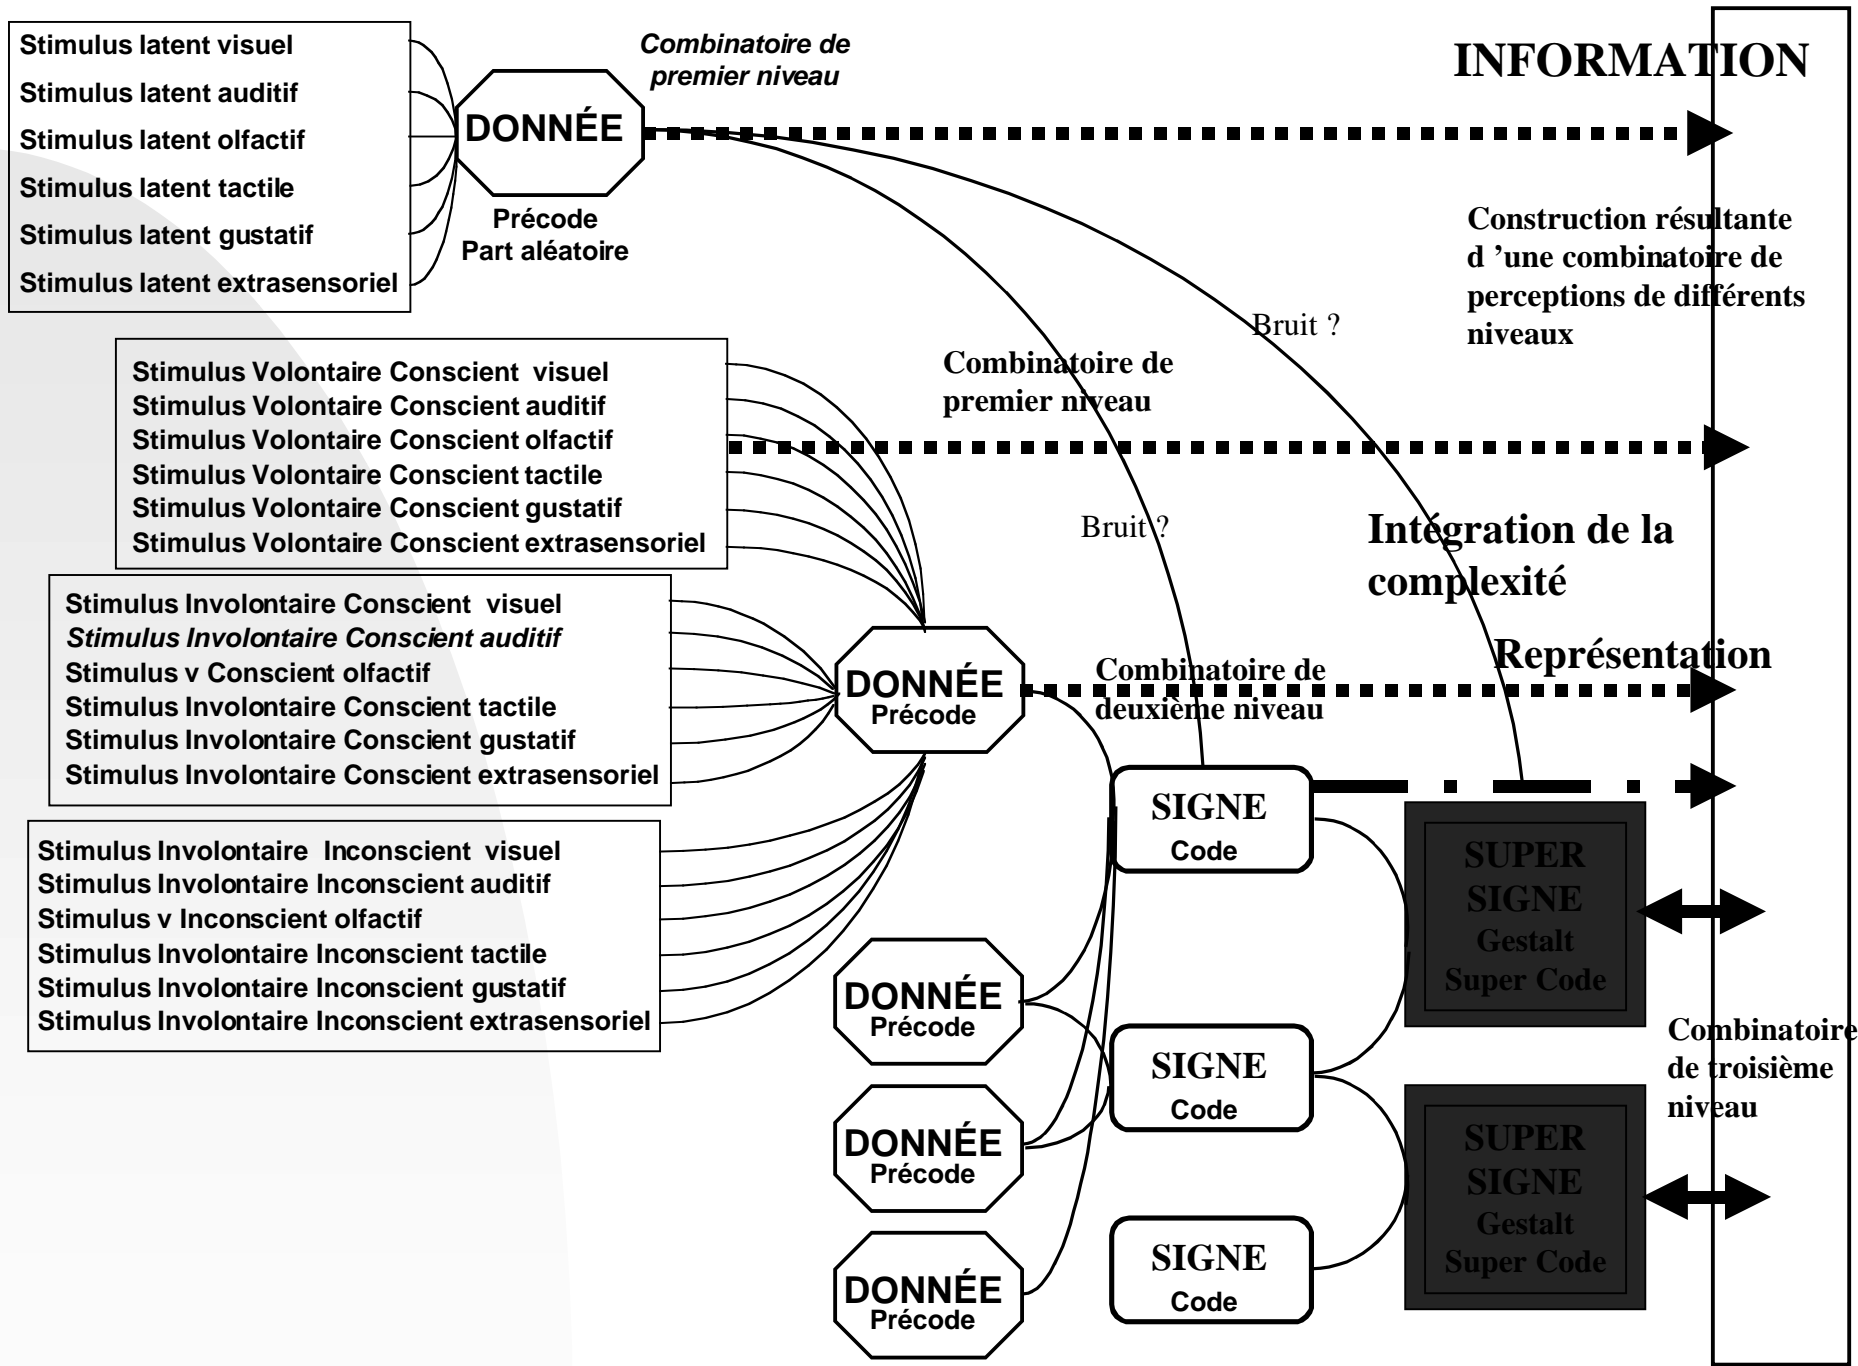 Stimulus latent visuel
Stimulus latent auditif
Stimulus latent olfactif
Stimulus latent tactile
Stimulus latent gustatif
Stimulus latent extrasensoriel
DONNÉE
Précode
Part aléatoire
Combinatoire de
premier niveau
INFORMATION
Construction résultante
d ’une combinatoire de
perceptions de différents
niveaux
Bruit ?
Stimulus Volontaire Conscient visuel
Stimulus Volontaire Conscient auditif
Stimulus Volontaire Conscient olfactif
Stimulus Volontaire Conscient tactile
Stimulus Volontaire Conscient gustatif
Stimulus Volontaire Conscient extrasensoriel
Combinatoire de
premier niveau
Bruit ?
Intégration de la
complexité
Représentation
Stimulus Involontaire Conscient visuel
Stimulus Involontaire Conscient auditif
Stimulus v Conscient olfactif
Stimulus Involontaire Conscient tactile
Stimulus Involontaire Conscient gustatif
Stimulus Involontaire Conscient extrasensoriel
DONNÉE
Précode
Combinatoire de
deuxième niveau
Stimulus Involontaire Inconscient visuel
Stimulus Involontaire Inconscient auditif
Stimulus v Inconscient olfactif
Stimulus Involontaire Inconscient tactile
Stimulus Involontaire Inconscient gustatif
Stimulus Involontaire Inconscient extrasensoriel
SIGNE
Code
SUPER
SIGNE
Gestalt
Super Code
DONNÉE
Précode
SIGNE
Code
Combinatoire
de troisième
niveau
DONNÉE
Précode
SUPER
SIGNE
Gestalt
Super Code
SIGNE
Code
DONNÉE
Précode